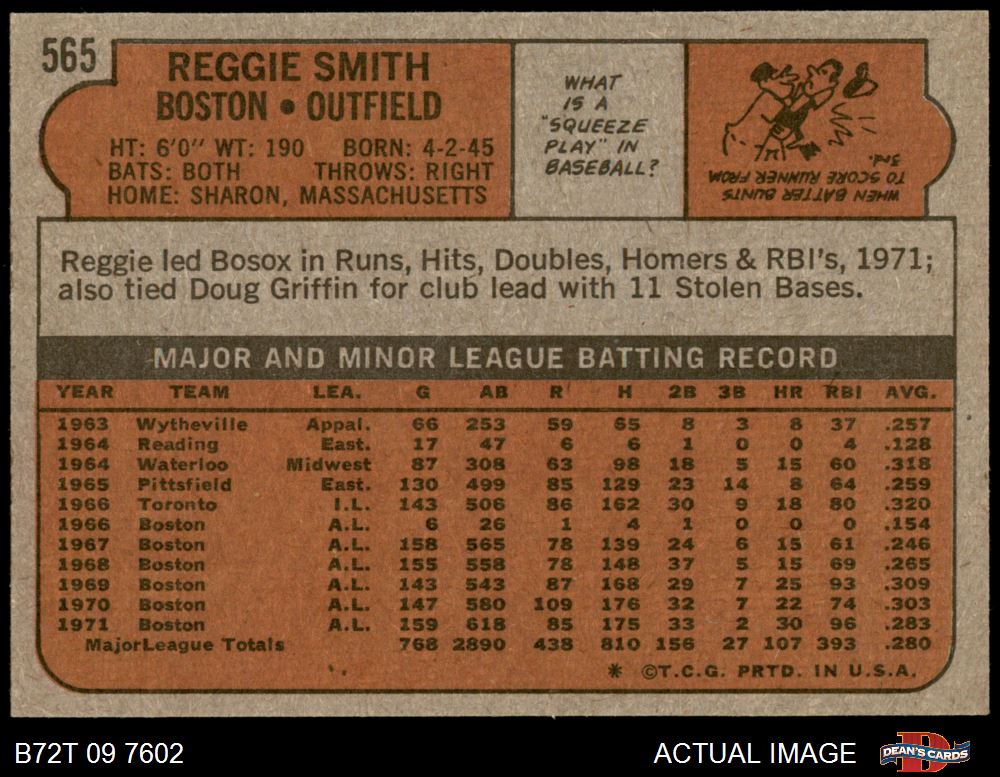 565
REGGIE SMITH
BOSTON • OUTFIELD
HT: 6'0" WT: 190 BORN: 4-2-45
BATS: BOTH THROWS: RIGHT
HOME: SHARON, MASSACHUSETTS
WHAT
IS A
"SQUEEZE
PLAY" IN
BASEBALL?
WHEN BATTER BUNTS
TO SCORE RUNNER FROM
3rd.
Reggie led Bosox in Runs, Hits, Doubles, Homers & RBI's, 1971;
also tied Doug Griffin for club lead with 11 Stolen Bases.
MAJOR AND MINOR LEAGUE BATTING RECORD
YEAR TEAM LEA. G AB R H 2B 3B HR RBI AVG.
1963 Wytheville Appal. 66 253 59 65 8 3 8 37 .257
1964 Reading East. 17 47 6 6 1 0 0 4 .128
1964 Waterloo Midwest 87 308 63 98 18 5 15 60 .318
1965 Pittsfield East. 130 499 85 129 23 14 8 64 .259
1966 Toronto I.L. 143 506 86 162 30 9 18 80 .320
1966 Boston A.L. 6 26 1 4 1 0 0 0 .154
1967 Boston A.L. 158 565 78 139 24 6 15 61 .246
1968 Boston A.L. 155 558 78 148 37 5 15 69 .265
1969 Boston A.L. 143 543 87 168 29 7 25 93 .309
1970 Boston A.L. 147 580 109 176 32 7 22 74 .303
1971 Boston A.L. 159 618 85 175 33 2 30 96 .283
MajorLeague Totals 768 2890 438 810 156 27 107 393 .280
* ©T.C.G. PRTD. IN U.S.A.
B72T 09 7602
ACTUAL IMAGE
DEAN'S CARDS